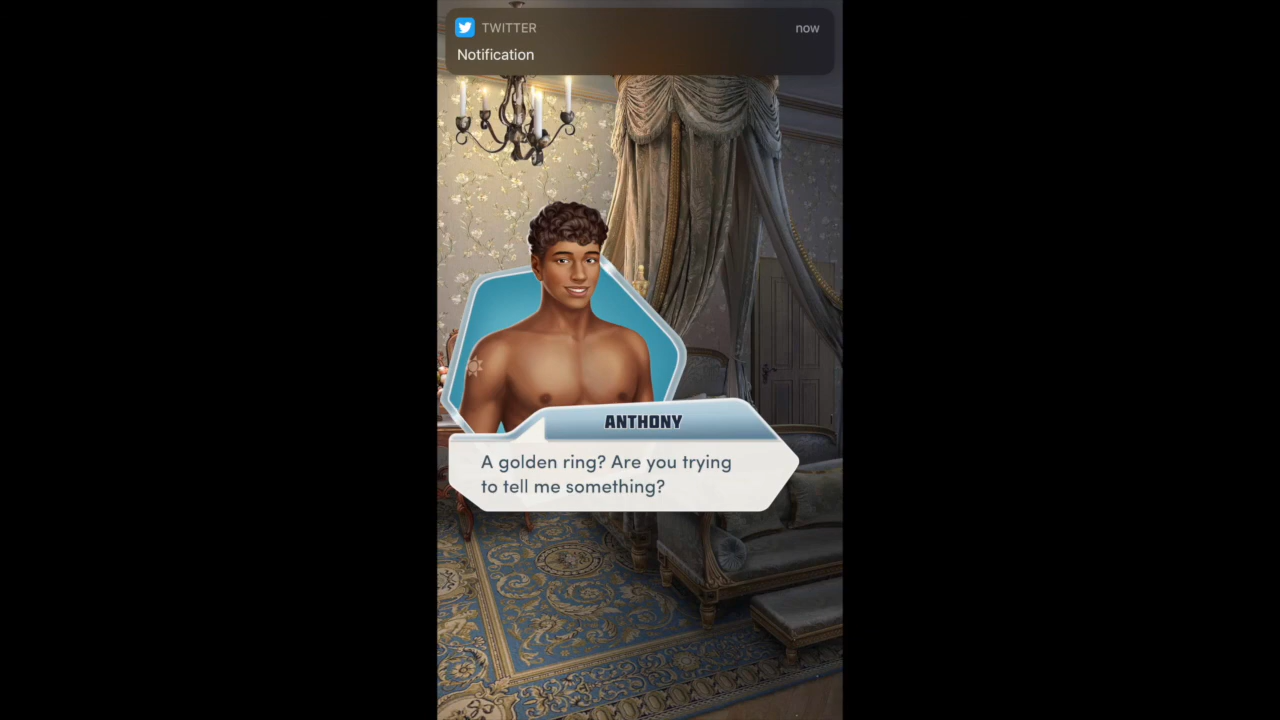 TWITTER
now
Notification
ANTHONY
A golden ring? Are you trying
to tell me something?